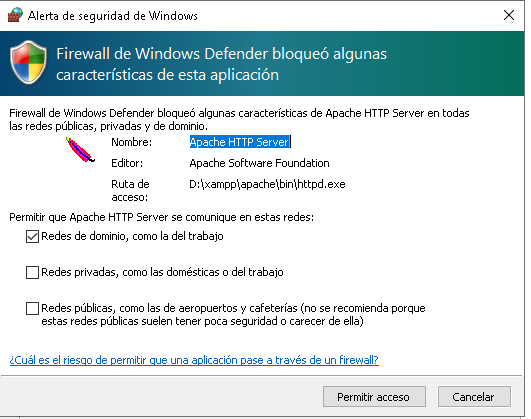 Alerta de seguridad de Windows
Firewall de Windows Defender bloqueó algunas
características de esta aplicación
Firewall de Windows Defender bloqueó algunas características de Apache HTTP Server en todas
las redes públicas, privadas y de dominio.
Nombre: Apache HTTP Server
Editor: Apache Software Foundation
Ruta de D:\xampp\apache\bin\httpd.exe
acceso:
Permitir que Apache HTTP Server se comunique en estas redes:
Redes de dominio, como la del trabajo
Redes privadas, como las domésticas o del trabajo
Redes públicas, como las de aeropuertos y cafeterías (no se recomienda porque
estas redes públicas suelen tener poca seguridad o carecer de ella)
¿Cuál es el riesgo de permitir que una aplicación pase a través de un firewall?
Permitir acceso Cancelar